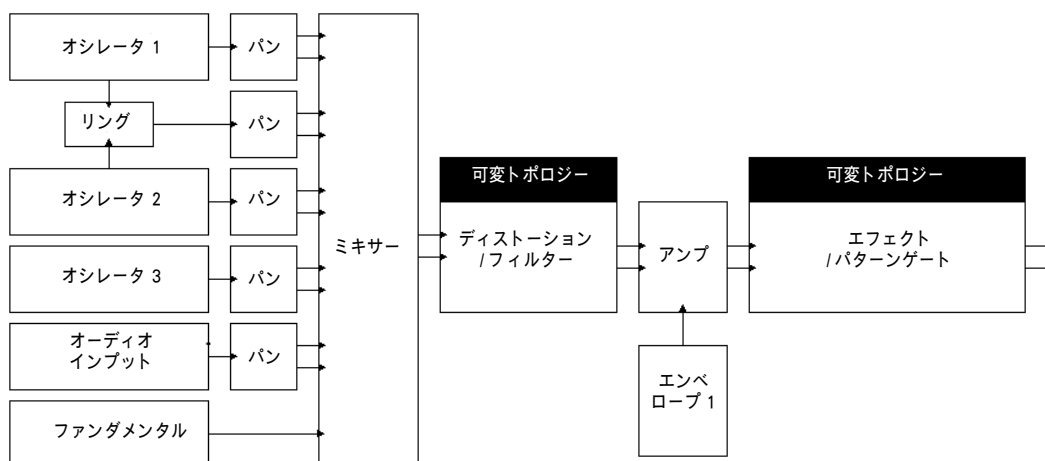 オシレータ 1
パン
リング
パン
オシレータ 2
パン
オシレータ 3
パン
オーディオ
インプット
パン
ファンダメンタル
ミキサー
可変トポロジー
ディストーション
/フィルター
アンプ
エンベ
ロープ 1
可変トポロジー
エフェクト
/パターンゲート